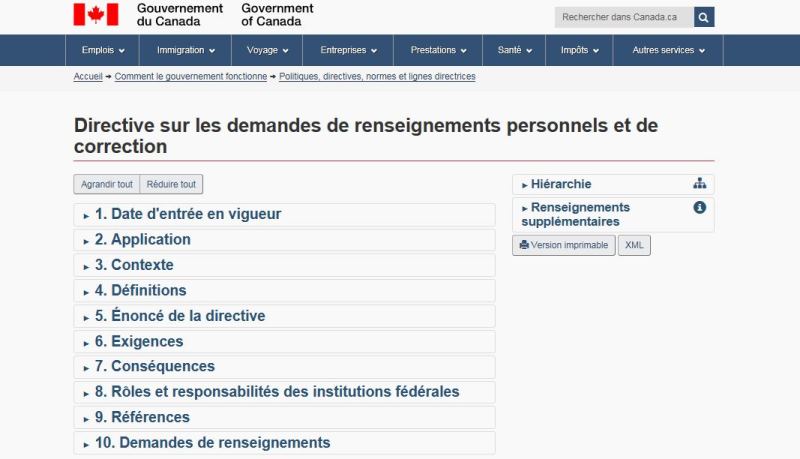 Gouvernement Government
du Canada of Canada
Rechercher dans Canada.ca
Emplois Immigration Voyage Entreprises Prestations Santé Impôts Autres services
Accueil → Comment le gouvernement fonctionne → Politiques, directives, normes et lignes directrices
Directive sur les demandes de renseignements personnels et de
correction
Agrandir tout Réduire tout
► 1. Date d'entrée en vigueur
► 2. Application
► 3. Contexte
► 4. Définitions
► 5. Énoncé de la directive
► 6. Exigences
► 7. Conséquences
► 8. Rôles et responsabilités des institutions fédérales
► 9. Références
► 10. Demandes de renseignements
► Hiérarchie
► Renseignements
supplémentaires
Version imprimable XML